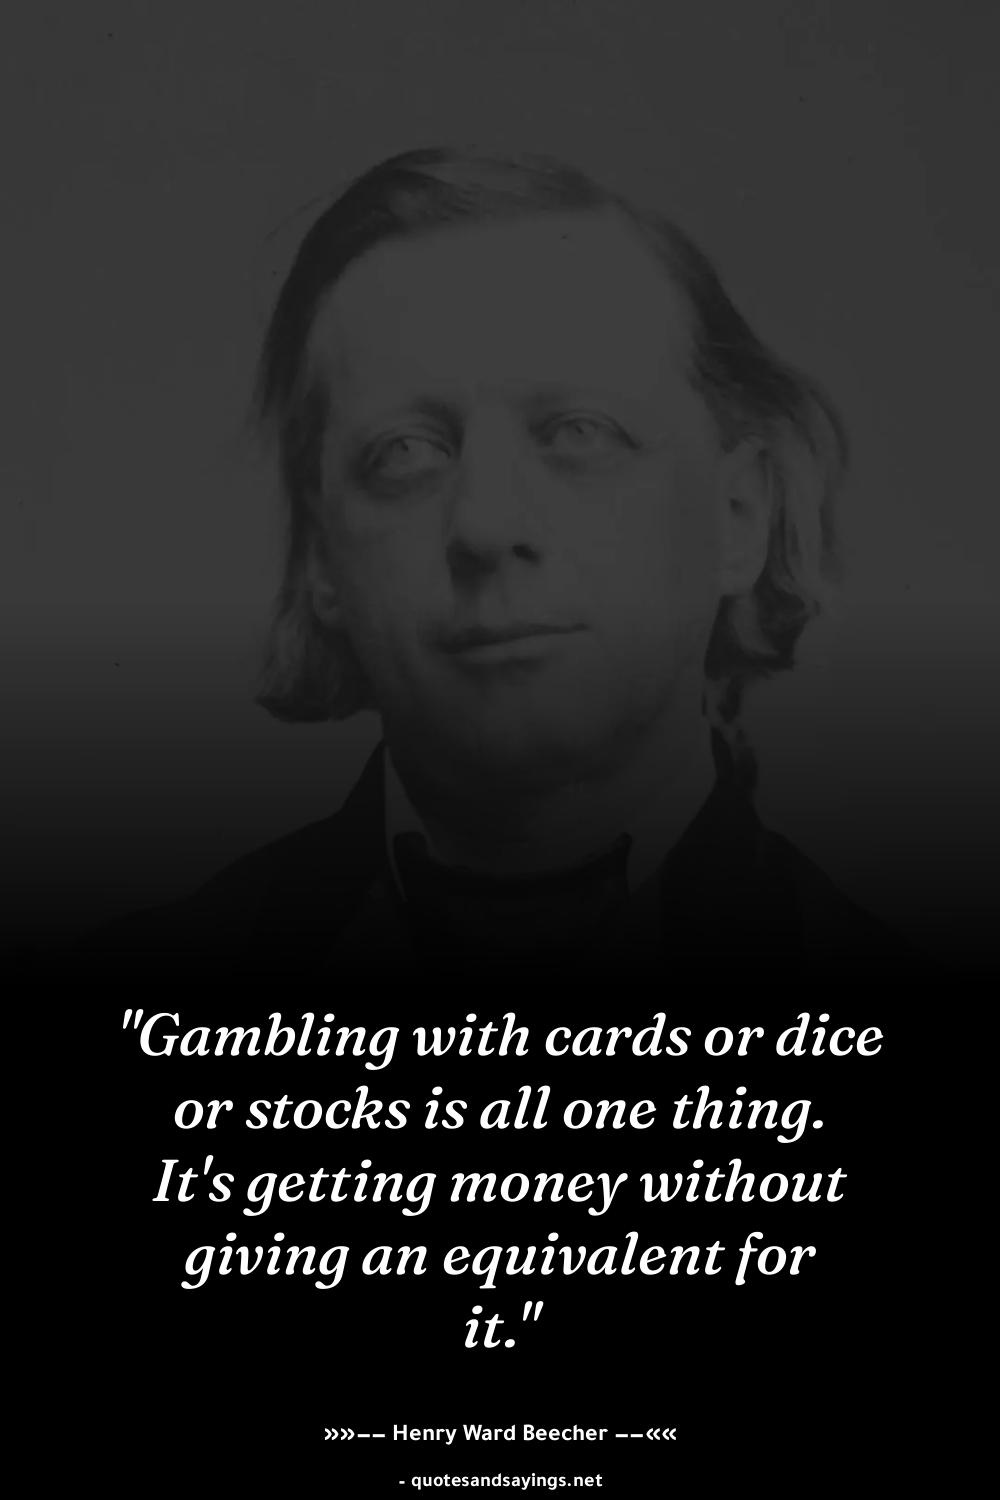 "Gambling with cards or dice
or stocks is all one thing.
It's getting money without
giving an equivalent for
it."
»»–– Henry Ward Beecher ––««
- quotesandsayings.net